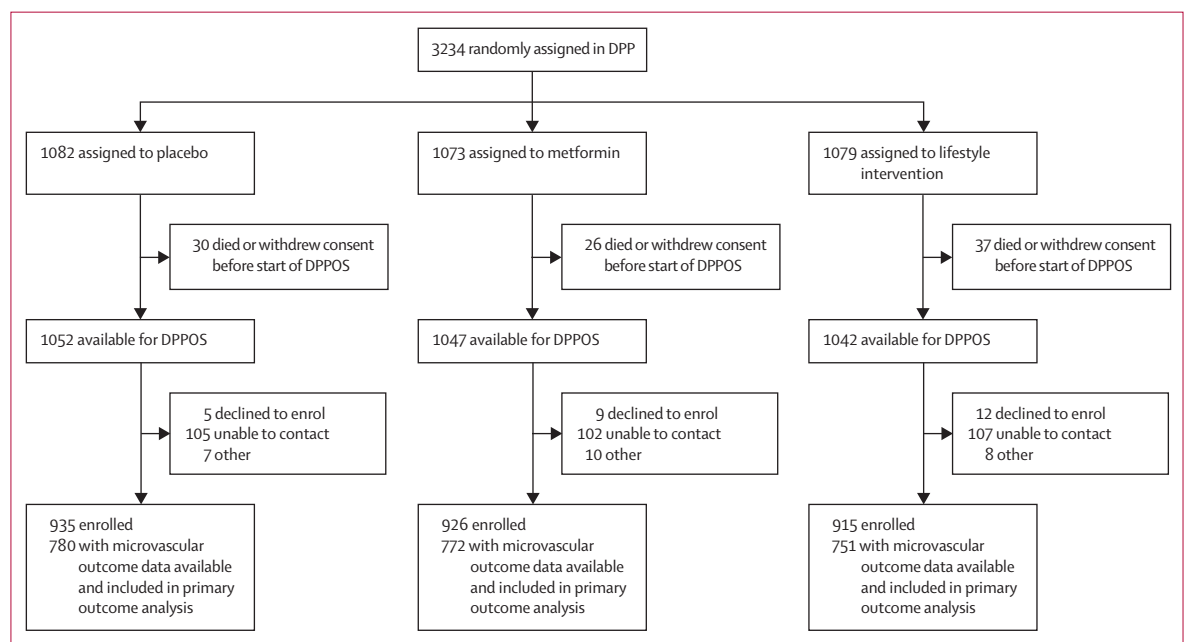 3234 randomly assigned in DPP
1082 assigned to placebo
1073 assigned to metformin
1079 assigned to lifestyle
intervention
30 died or withdrew consent
before start of DPPOS
26 died or withdrew consent
before start of DPPOS
37 died or withdrew consent
before start of DPPOS
1052 available for DPPOS
1047 available for DPPOS
1042 available for DPPOS
5 declined to enrol
105 unable to contact
7 other
9 declined to enrol
102 unable to contact
10 other
12 declined to enrol
107 unable to contact
8 other
935 enrolled
780 with microvascular
outcome data available
and included in primary
outcome analysis
926 enrolled
772 with microvascular
outcome data available
and included in primary
outcome analysis
915 enrolled
751 with microvascular
outcome data available
and included in primary
outcome analysis